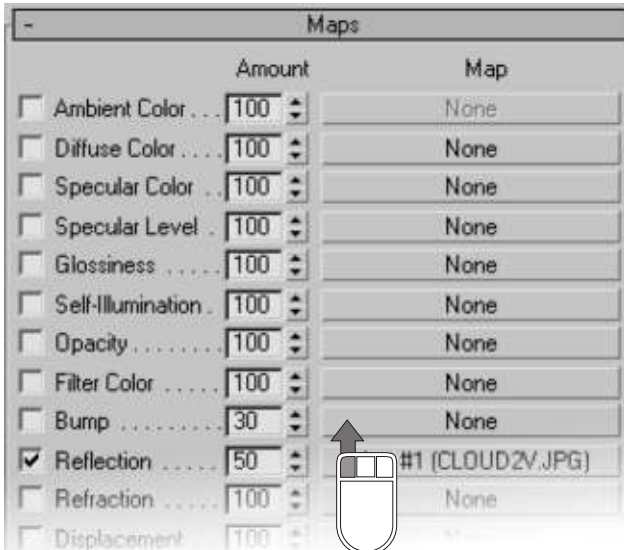 - Maps
Amount Map
Ambient Color . . . 100 None
Diffuse Color . . . . 100 None
Specular Color . . 100 None
Specular Level . 100 None
Glossiness . . . . . 100 None
Self-Illumination . 100 None
Opacity . . . . . . . . 100 None
Filter Color . . . . . 100 None
Bump . . . . . . . . . 30 None
Reflection . . . . . 50 #1 (CLOUD2V.JPG)
Refraction . . . . . 100 None
Displacement 100 None